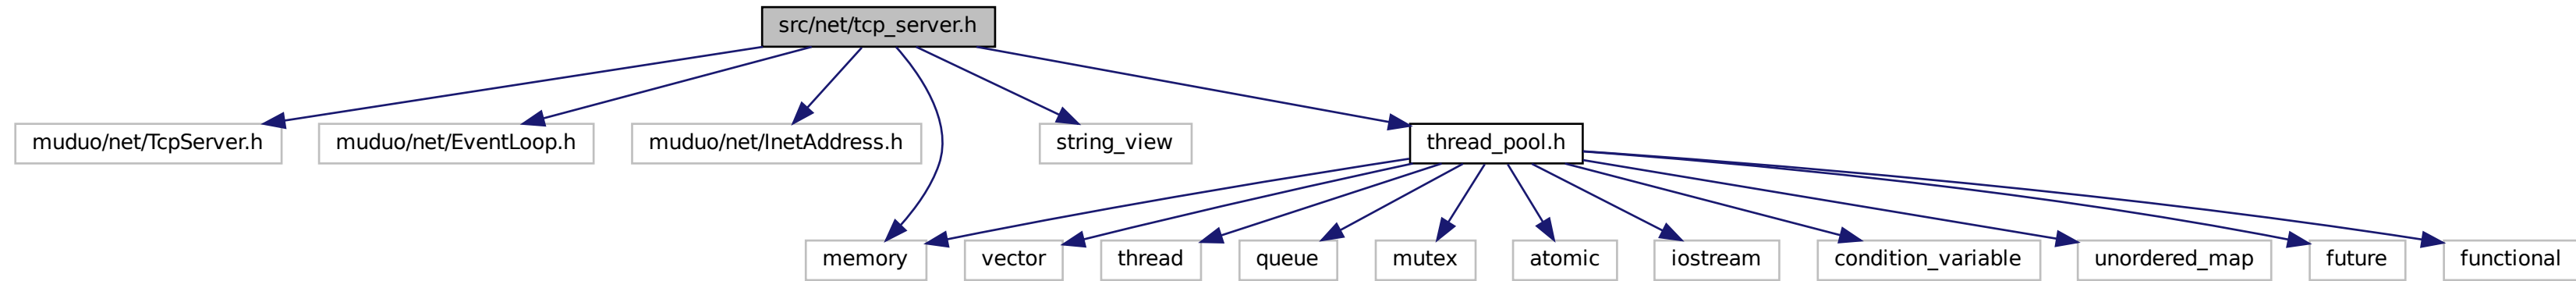 src/net/tcp_server.h
muduo/net/TcpServer.h
muduo/net/EventLoop.h
muduo/net/InetAddress.h
string_view
thread_pool.h
memory
vector
thread
queue
mutex
atomic
iostream
condition_variable
unordered_map
future
functional